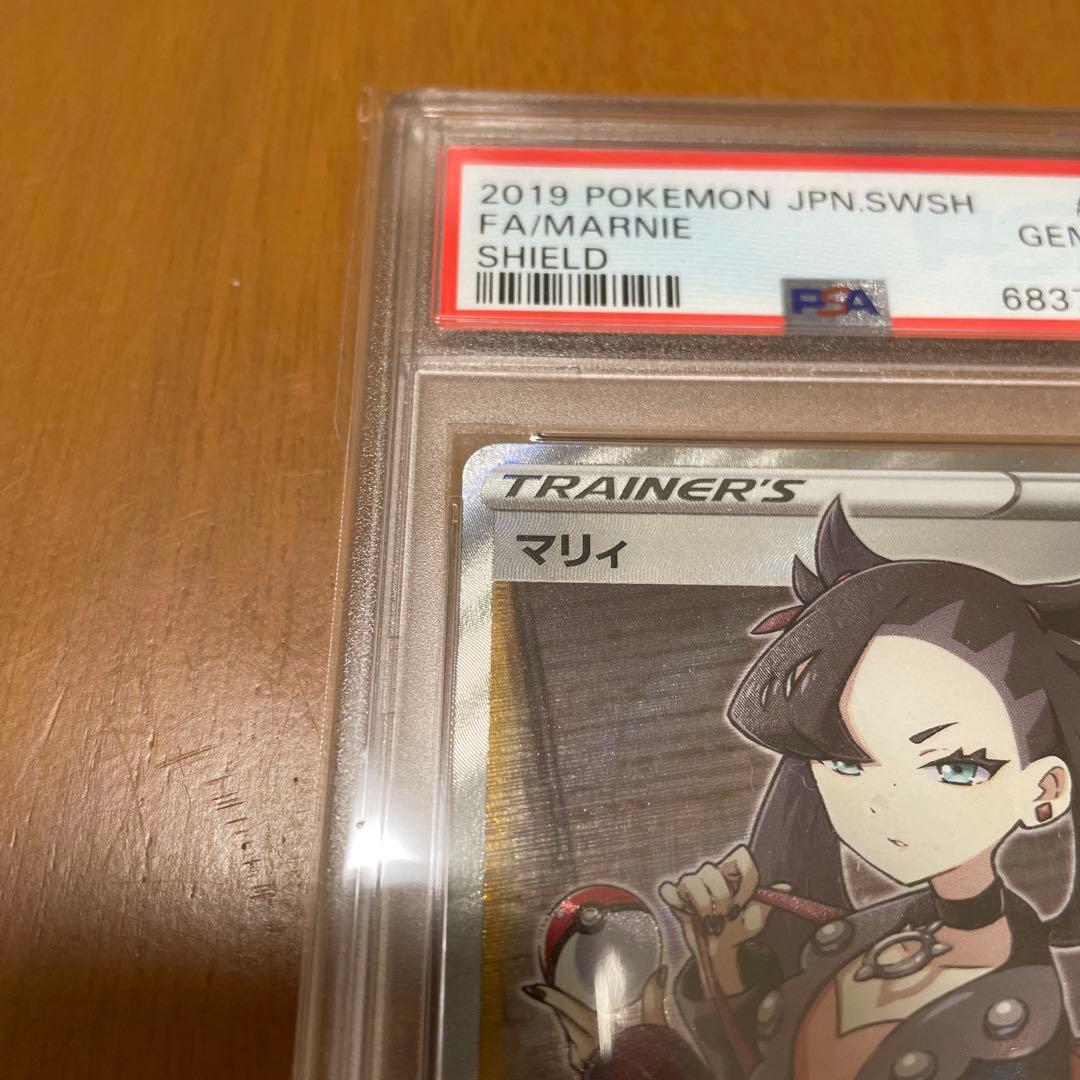 2019 POKEMON JPN.SWSH #
FA/MARNIE GEM
SHIELD
PSA 6837
TRAINER'S
マリィ